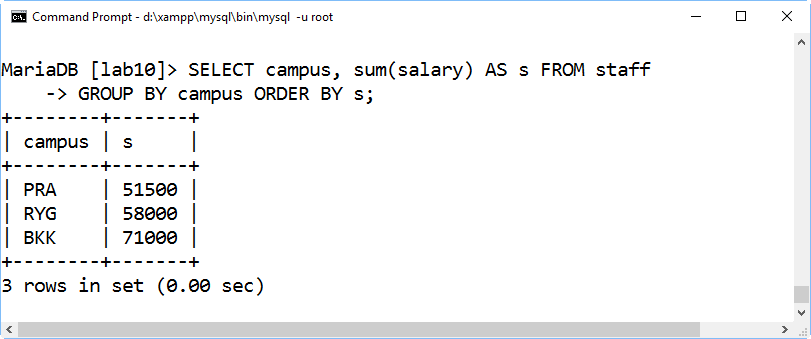 Command Prompt - d:\xampp\mysql\bin\mysql  -u root
MariaDB [lab10]> SELECT campus, sum(salary) AS s FROM staff
    -> GROUP BY campus ORDER BY s;
+--------+-------+
| campus | s     |
+--------+-------+
| PRA    | 51500 |
| RYG    | 58000 |
| BKK    | 71000 |
+--------+-------+
3 rows in set (0.00 sec)